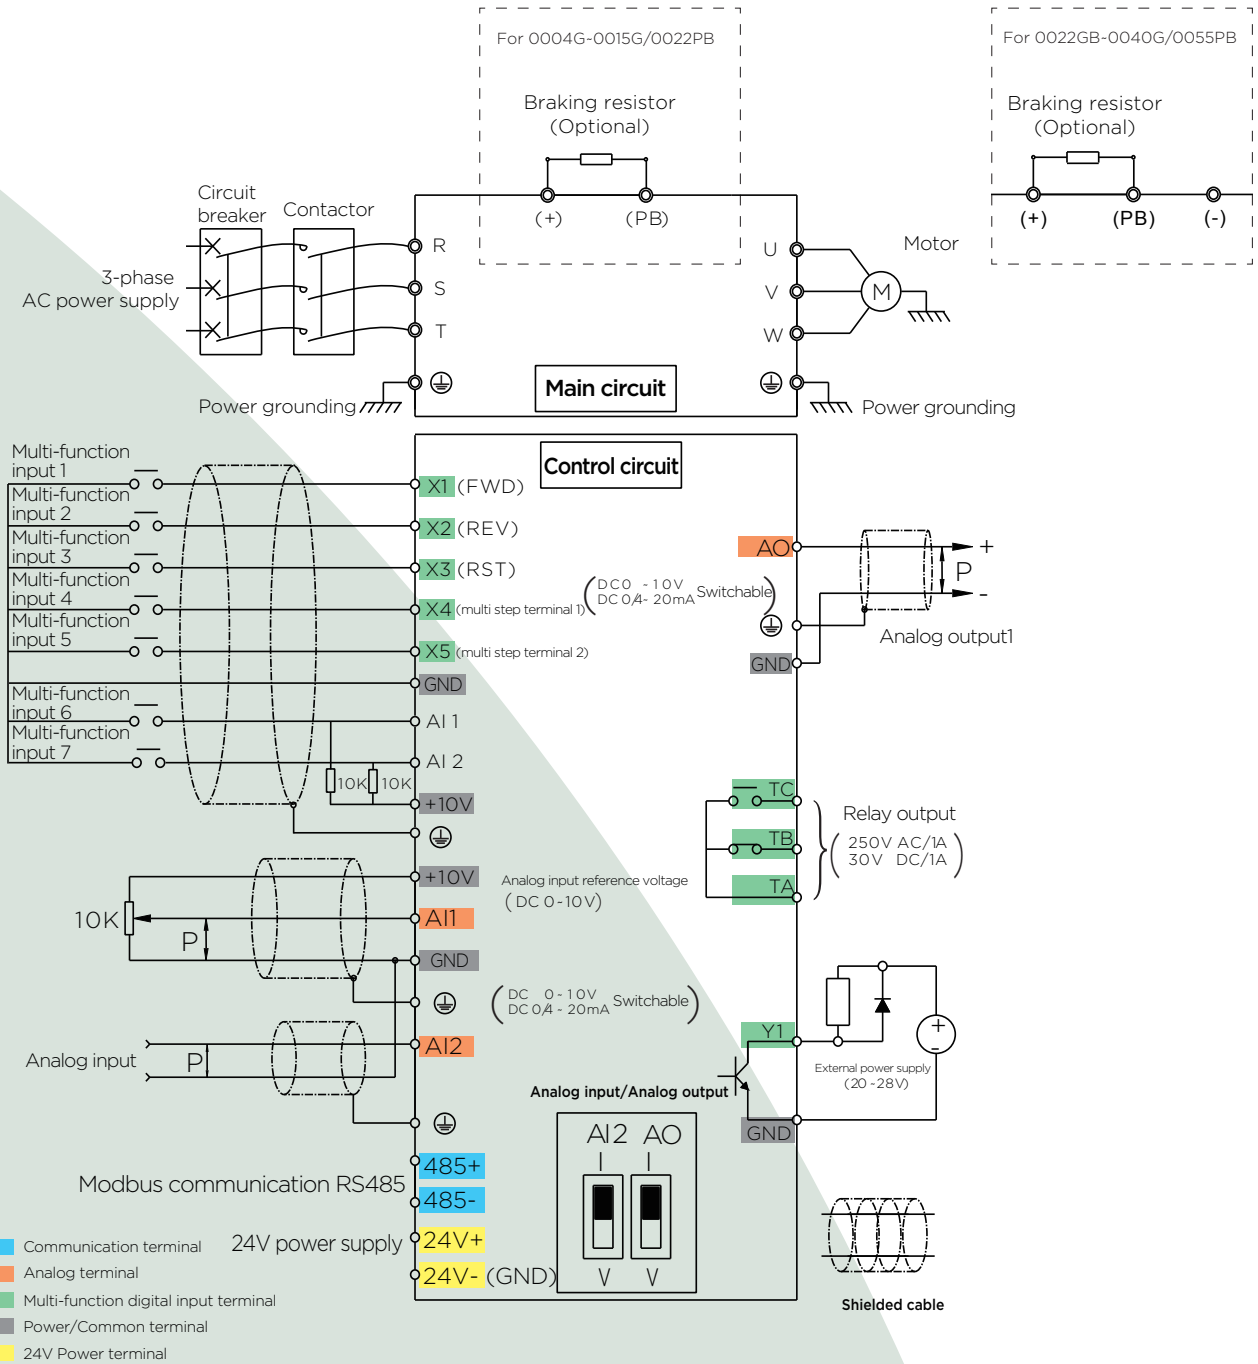 For 0004G~0015G/0022PB
Braking resistor
(Optional)
(+)
(PB)
For 0022GB~0040G/0055PB
Braking resistor
(Optional)
(+)
(PB)
(-)
Circuit
breaker
Contactor
3-phase
AC power supply
R
S
T
U
V
W
Motor
M
Main circuit
Power grounding
Power grounding
Control circuit
Multi-function
input 1
Multi-function
input 2
Multi-function
input 3
Multi-function
input 4
Multi-function
input 5
Multi-function
input 6
Multi-function
input 7
X1 (FWD)
X2 (REV)
X3 (RST)
X4 (multi step terminal 1)
X5 (multi step terminal 2)
GND
AI 1
AI 2
10K
10K
+10V
AO
(DC0 ~10V
DC 0/4~ 20mA Switchable)
GND
+
P
-
Analog output1
TC
TB
TA
Relay output
(250V AC/1A
30V DC/1A)
+10V
Analog input reference voltage
(DC 0~10V)
10K
P
AI1
GND
(DC 0~10V
DC 0/4~20mA Switchable)
Analog input
P
AI2
Y1
GND
+
-
External power supply
(20~28V)
Analog input/Analog output
AI2 AO
I I
V V
Modbus communication RS485
485+
485-
24V power supply
24V+
24V- (GND)
Shielded cable
Communication terminal
Analog terminal
Multi-function digital input terminal
Power/Common terminal
24V Power terminal